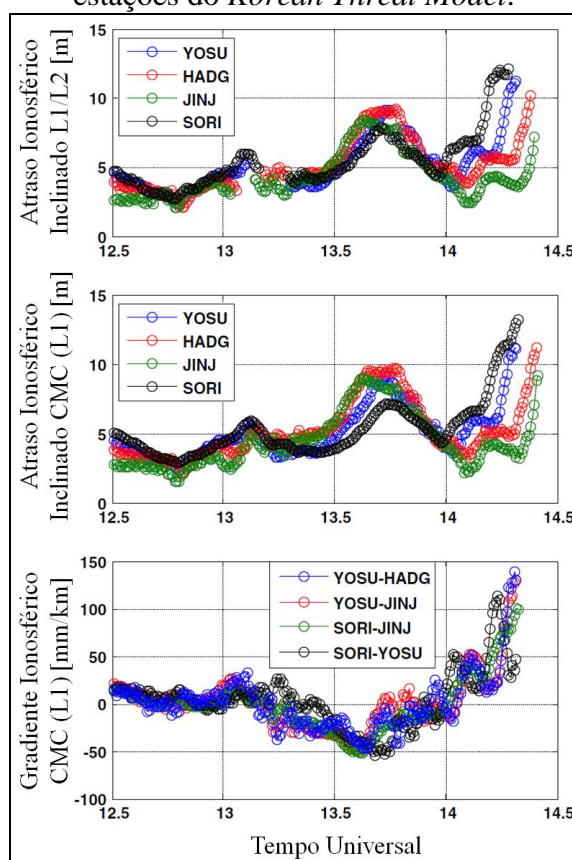 estações do Korean Threat Model.
Atraso Ionosférico
Inclinado L1/L2 [m]
15
10
5
0
YOSU
HADG
JINJ
SORI
12.5 13 13.5 14 14.5
Atraso Ionosférico
Inclinado CMC (L1) [m]
15
10
5
0
YOSU
HADG
JINJ
SORI
12.5 13 13.5 14 14.5
Gradiente Ionosférico
CMC (L1) [mm/km]
150
100
50
0
-50
-100
YOSU-HADG
YOSU-JINJ
SORI-JINJ
SORI-YOSU
12.5 13 13.5 14 14.5
Tempo Universal